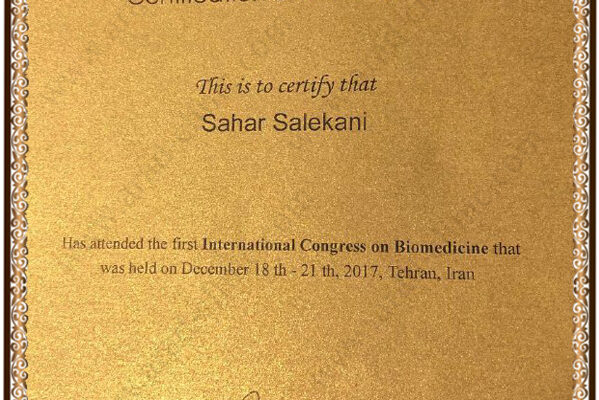 This is to certify that
Sahar Salekani
Has attended the first International Congress on Biomedicine that
was held on December 18 th - 21 th, 2017, Tehran, Iran